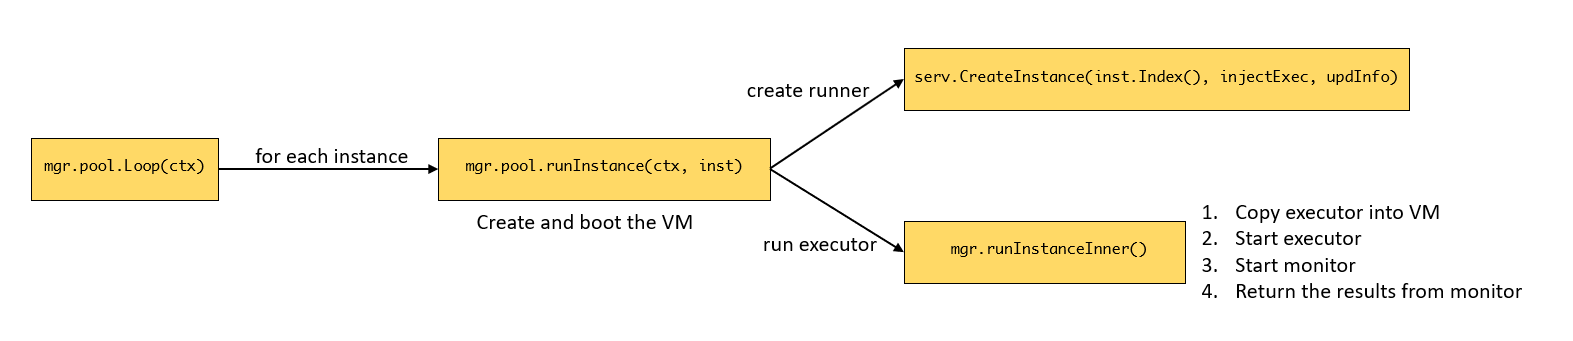 mgr.pool.Loop(ctx)
for each instance
mgr.pool.runInstance(ctx, inst)
Create and boot the VM
create runner
serv.CreateInstance(inst.Index(), injectExec, updInfo)
run executor
mgr.runInstanceInner()
1. Copy executor into VM
2. Start executor
3. Start monitor
4. Return the results from monitor